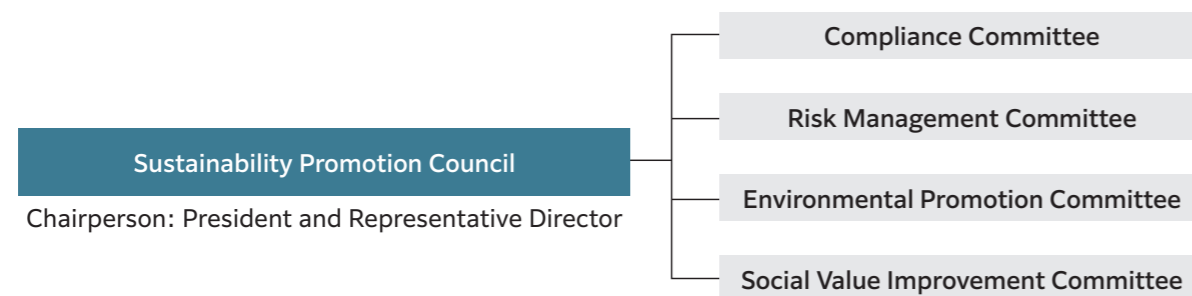 Sustainability Promotion Council
Chairperson: President and Representative Director
Compliance Committee
Risk Management Committee
Environmental Promotion Committee
Social Value Improvement Committee